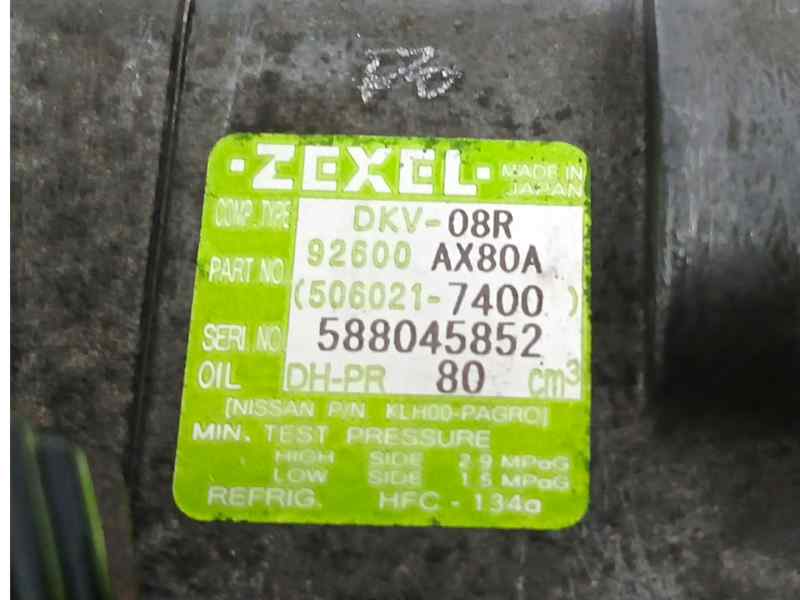 ·ZEXEL· MADE IN JAPAN
COMP. TYPE DKV-08R
PART NO 92600 AX80A
(506021-7400 )
SERI. NO 588045852
OIL DH-PR 80 cm³
[NISSAN P/N KLH00-PAGRO]
MIN. TEST PRESSURE
HIGH SIDE 2.9 MPaG
LOW SIDE 1.5 MPaG
REFRIG. HFC - 134a